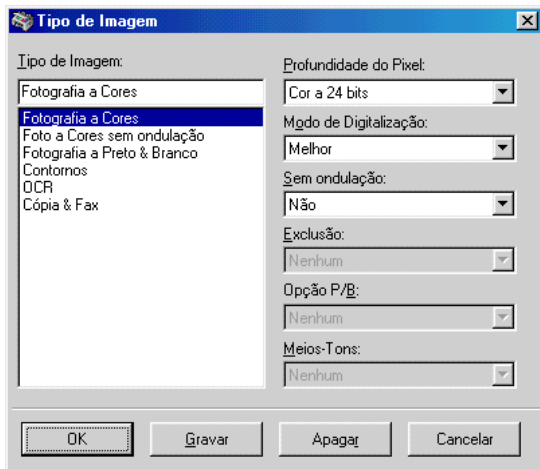 Tipo de Imagem
Tipo de Imagem:
Fotografia a Cores
Fotografia a Cores
Foto a Cores sem ondulação
Fotografia a Preto & Branco
Contornos
OCR
Cópia & Fax
Profundidade do Pixel:
Cor a 24 bits
Modo de Digitalização:
Melhor
Sem ondulação:
Não
Exclusão:
Nenhum
Opção P/B:
Nenhum
Meios-Tons:
Nenhum
OK
Gravar
Apagar
Cancelar